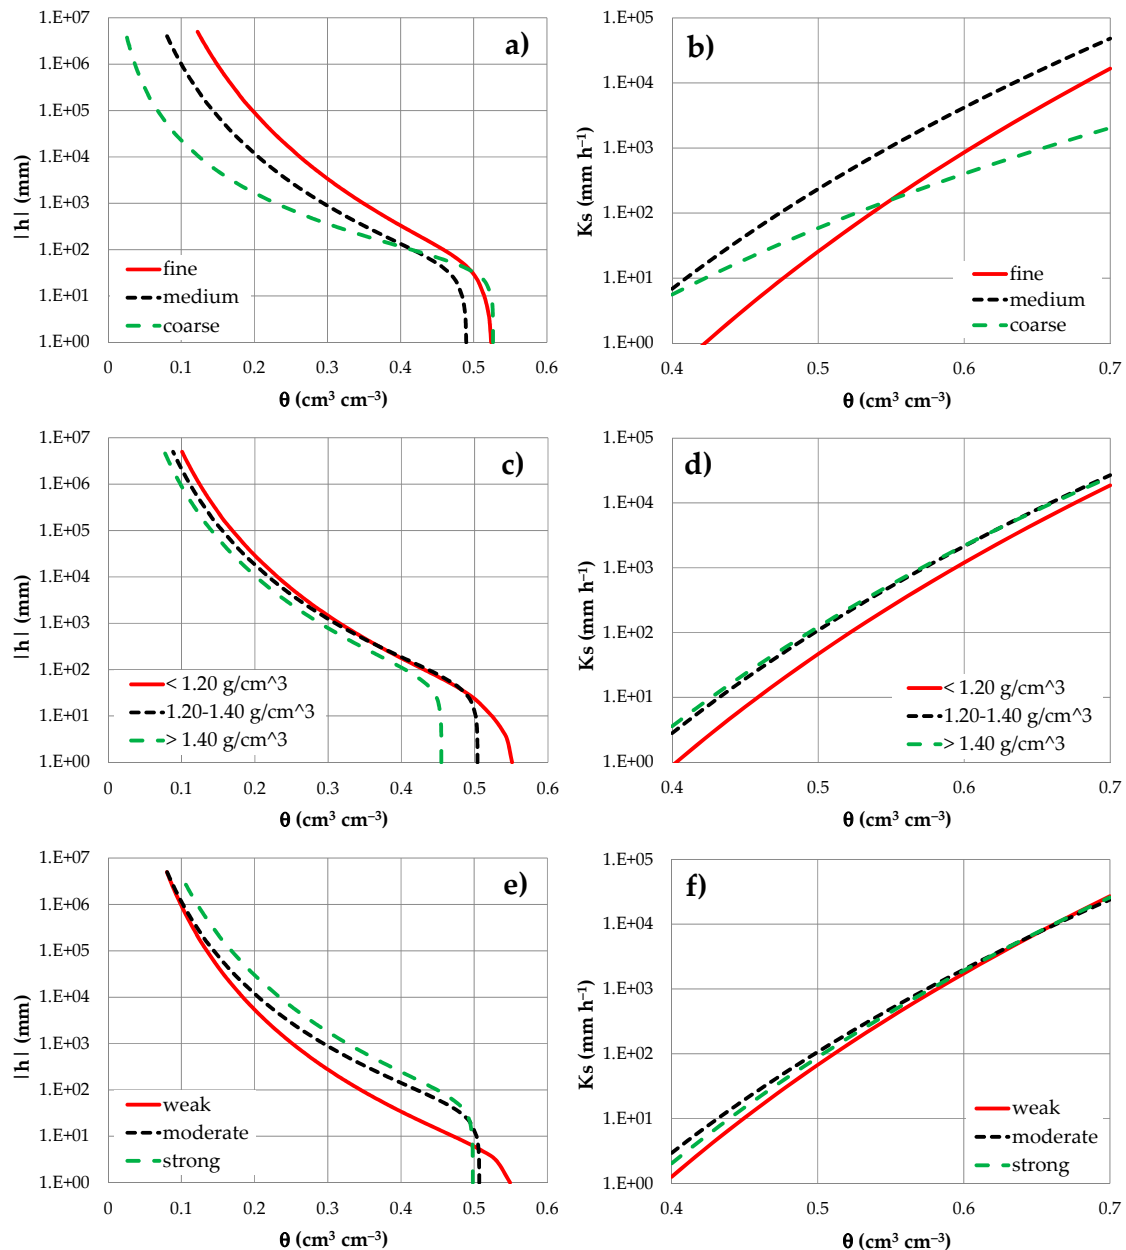 a)
1.E+07
1.E+06
1.E+05
1.E+04
1.E+03
1.E+02
1.E+01
1.E+00
|h| (mm)
fine
medium
coarse
0 0.1 0.2 0.3 0.4 0.5 0.6
θ (cm³ cm⁻³)
b)
1.E+05
1.E+04
1.E+03
1.E+02
1.E+01
1.E+00
Ks (mm h⁻¹)
fine
medium
coarse
0.4 0.5 0.6 0.7
θ (cm³ cm⁻³)
c)
1.E+07
1.E+06
1.E+05
1.E+04
1.E+03
1.E+02
1.E+01
1.E+00
|h| (mm)
< 1.20 g/cm^3
1.20-1.40 g/cm^3
> 1.40 g/cm^3
0 0.1 0.2 0.3 0.4 0.5 0.6
θ (cm³ cm⁻³)
d)
1.E+05
1.E+04
1.E+03
1.E+02
1.E+01
1.E+00
Ks (mm h⁻¹)
< 1.20 g/cm^3
1.20-1.40 g/cm^3
> 1.40 g/cm^3
0.4 0.5 0.6 0.7
θ (cm³ cm⁻³)
e)
1.E+07
1.E+06
1.E+05
1.E+04
1.E+03
1.E+02
1.E+01
1.E+00
|h| (mm)
weak
moderate
strong
0 0.1 0.2 0.3 0.4 0.5 0.6
θ (cm³ cm⁻³)
f)
1.E+05
1.E+04
1.E+03
1.E+02
1.E+01
1.E+00
Ks (mm h⁻¹)
weak
moderate
strong
0.4 0.5 0.6 0.7
θ (cm³ cm⁻³)